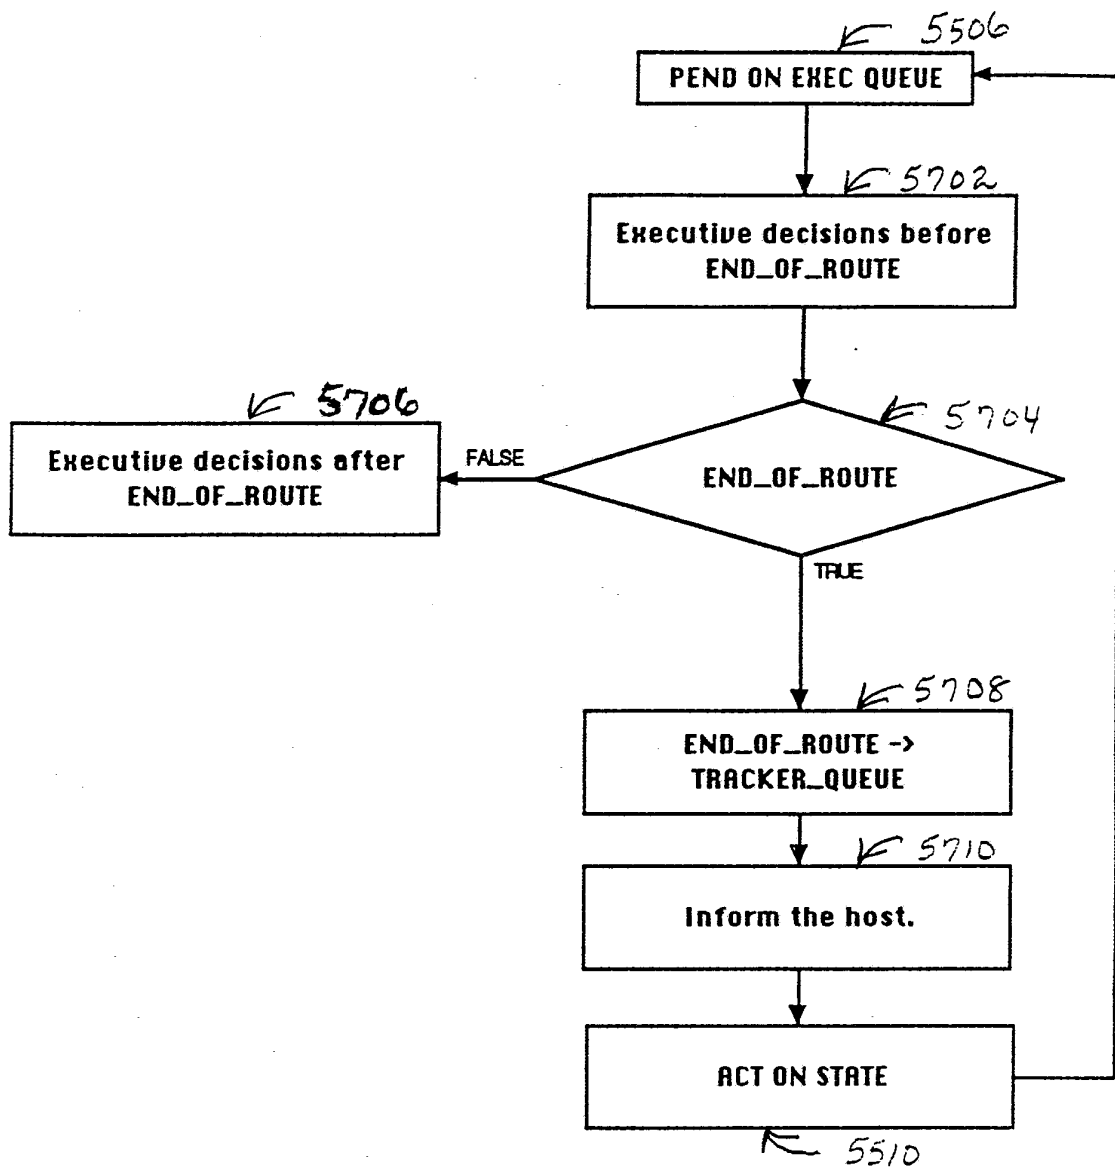 5506
PEND ON EXEC QUEUE
5702
Executive decisions before
END_OF_ROUTE
5704
END_OF_ROUTE
5706
Executive decisions after
END_OF_ROUTE
FALSE
TRUE
5708
END_OF_ROUTE ->
TRACKER_QUEUE
5710
Inform the host.
ACT ON STATE
5510